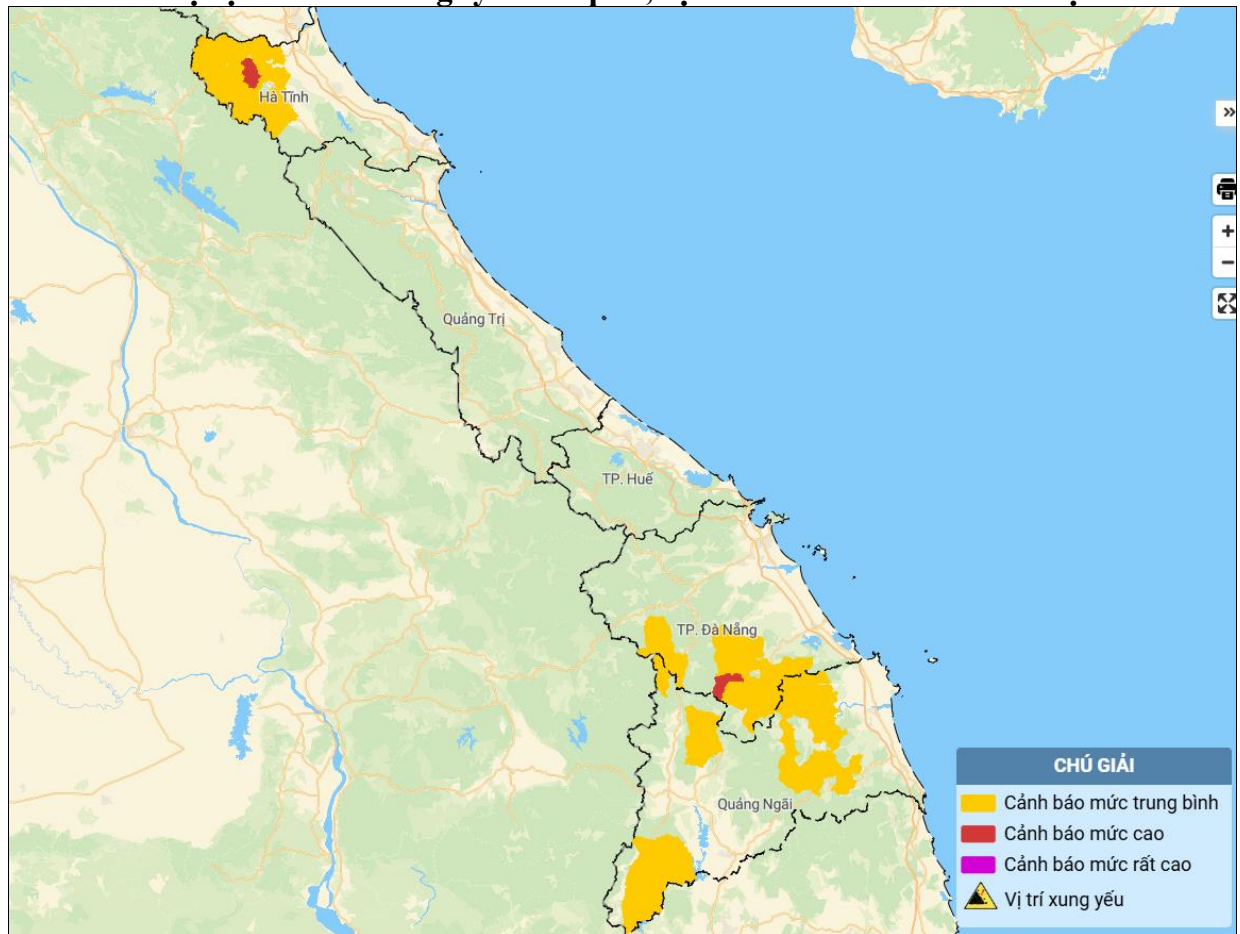 Hà Tĩnh
Quảng Trị
TP. Huế
TP. Đà Nẵng
Quảng Ngãi
CHÚ GIẢI
Cảnh báo mức trung bình
Cảnh báo mức cao
Cảnh báo mức rất cao
Vị trí xung yếu